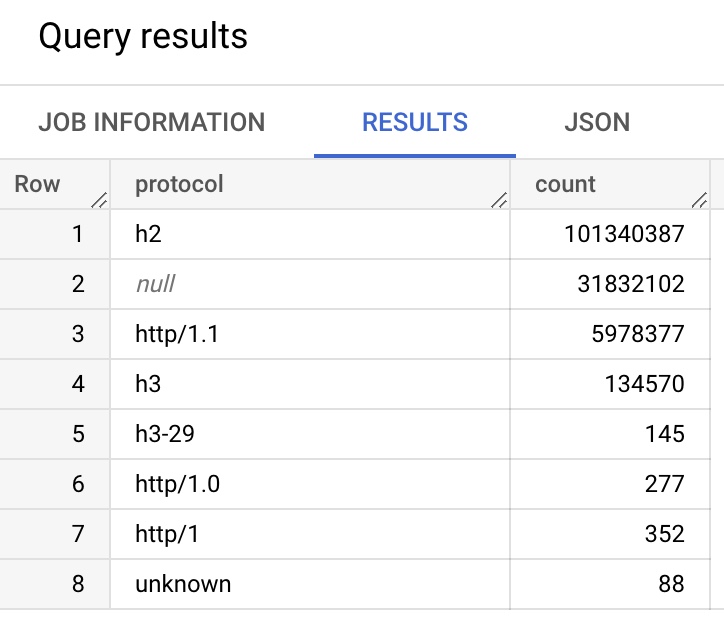 Query results
JOB INFORMATION RESULTS JSON
Row protocol count
1 h2 101340387
2 null 31832102
3 http/1.1 5978377
4 h3 134570
5 h3-29 145
6 http/1.0 277
7 http/1 352
8 unknown 88